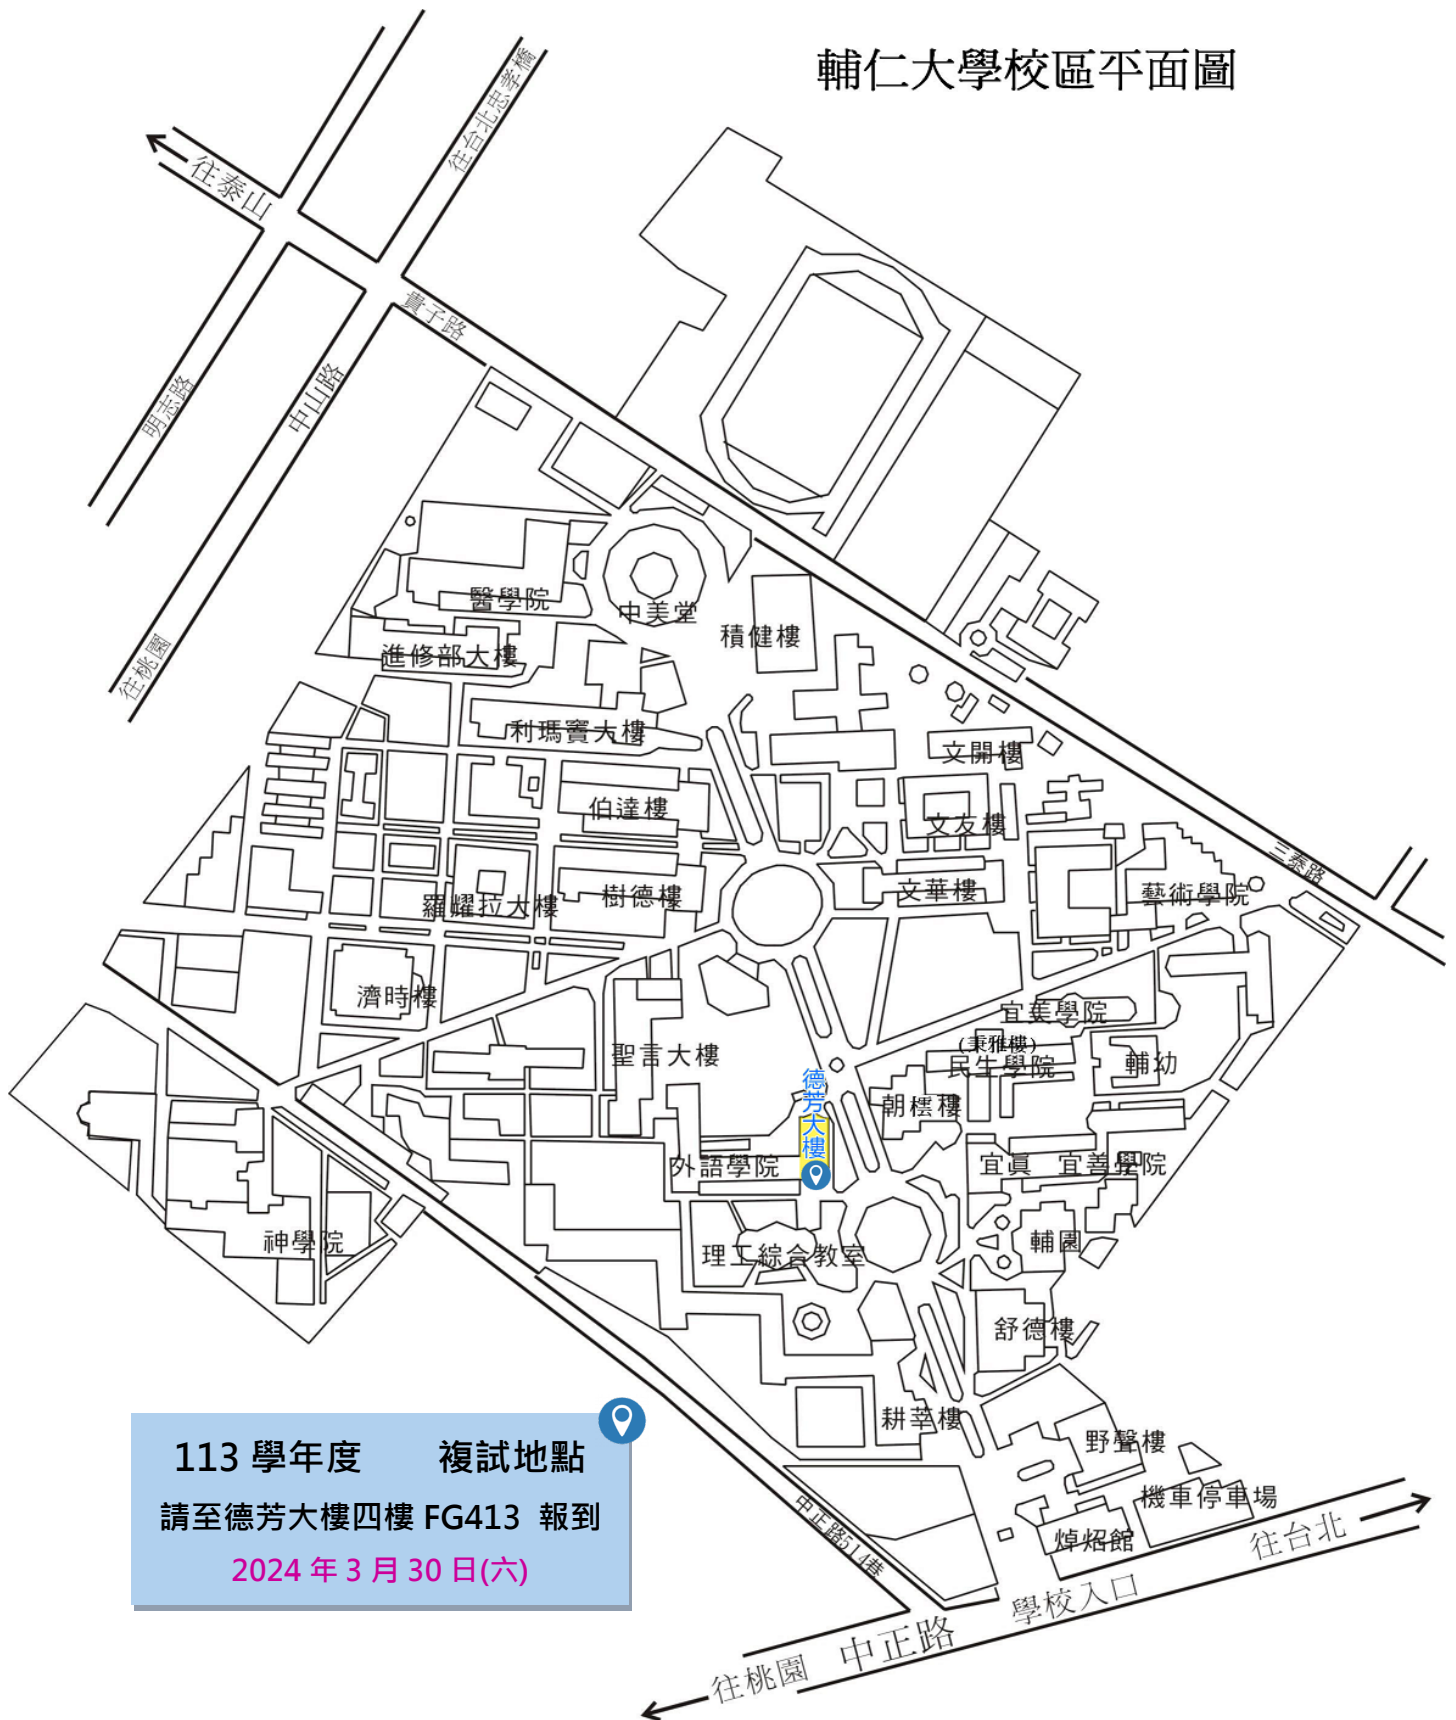 輔仁大學校區平面圖
往台北忠孝橋
往泰山
貴子路
明志路
中山路
往桃園
醫學院
中美堂
積健樓
進修部大樓
利瑪竇大樓
文開樓
伯達樓
文友樓
三泰路
樹德樓
文華樓
藝術學院
羅耀拉大樓
濟時樓
宜美學院
(秉雅樓)
聖言大樓
民生學院
輔幼
德芳大樓
朝橒樓
外語學院
宜真
宜善學院
神學院
輔園
理工綜合教室
舒德樓
耕莘樓
野聲樓
113 學年度 複試地點
請至德芳大樓四樓 FG413 報到
2024 年 3 月 30 日(六)
機車停車場
中正路514巷
焯炤館
往台北
學校入口
中正路
往桃園